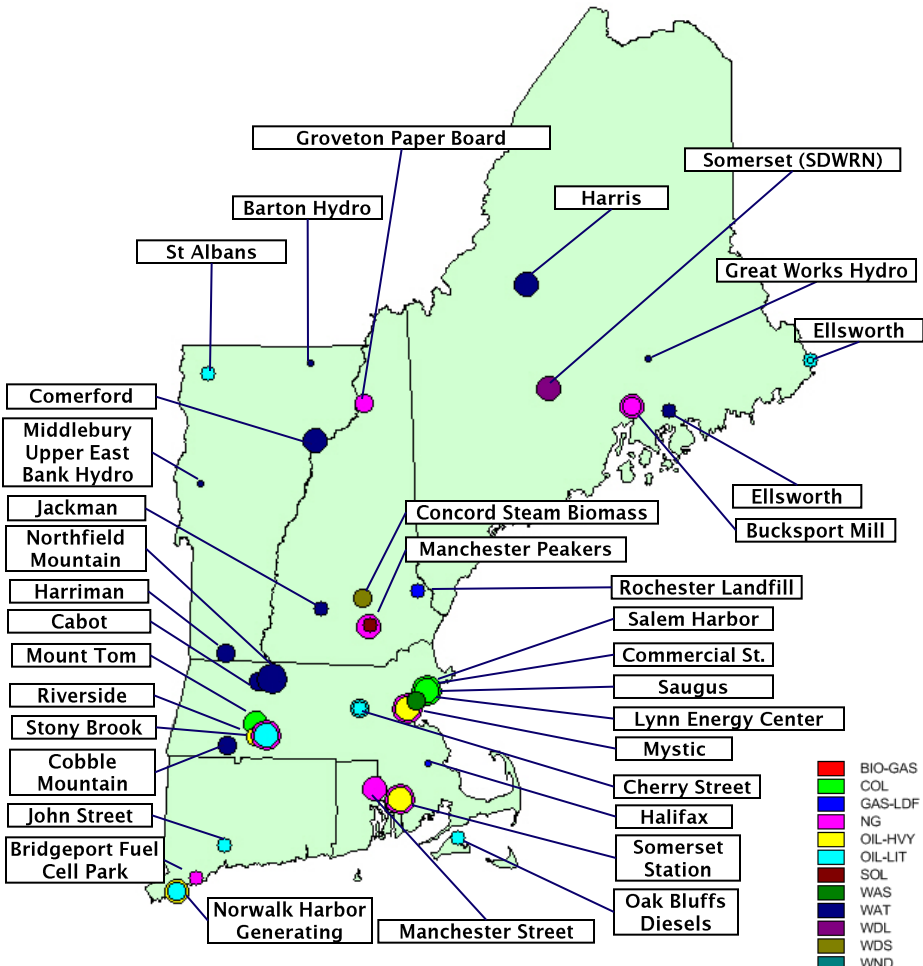 Groveton Paper Board
Somerset (SDWRN)
Harris
Barton Hydro
St Albans
Great Works Hydro
Ellsworth
Comerford
Middlebury
Upper East
Bank Hydro
Jackman
Concord Steam Biomass
Ellsworth
Bucksport Mill
Northfield
Mountain
Manchester Peakers
Harriman
Rochester Landfill
Cabot
Salem Harbor
Mount Tom
Commercial St.
Riverside
Saugus
Stony Brook
Lynn Energy Center
Mystic
Cobble
Mountain
Cherry Street
John Street
Halifax
Bridgeport Fuel
Cell Park
Somerset
Station
Norwalk Harbor
Generating
Manchester Street
Oak Bluffs
Diesels
BIO-GAS
COL
GAS-LDF
NG
OIL-HVY
OIL-LIT
SOL
WAS
WAT
WDL
WDS
WND